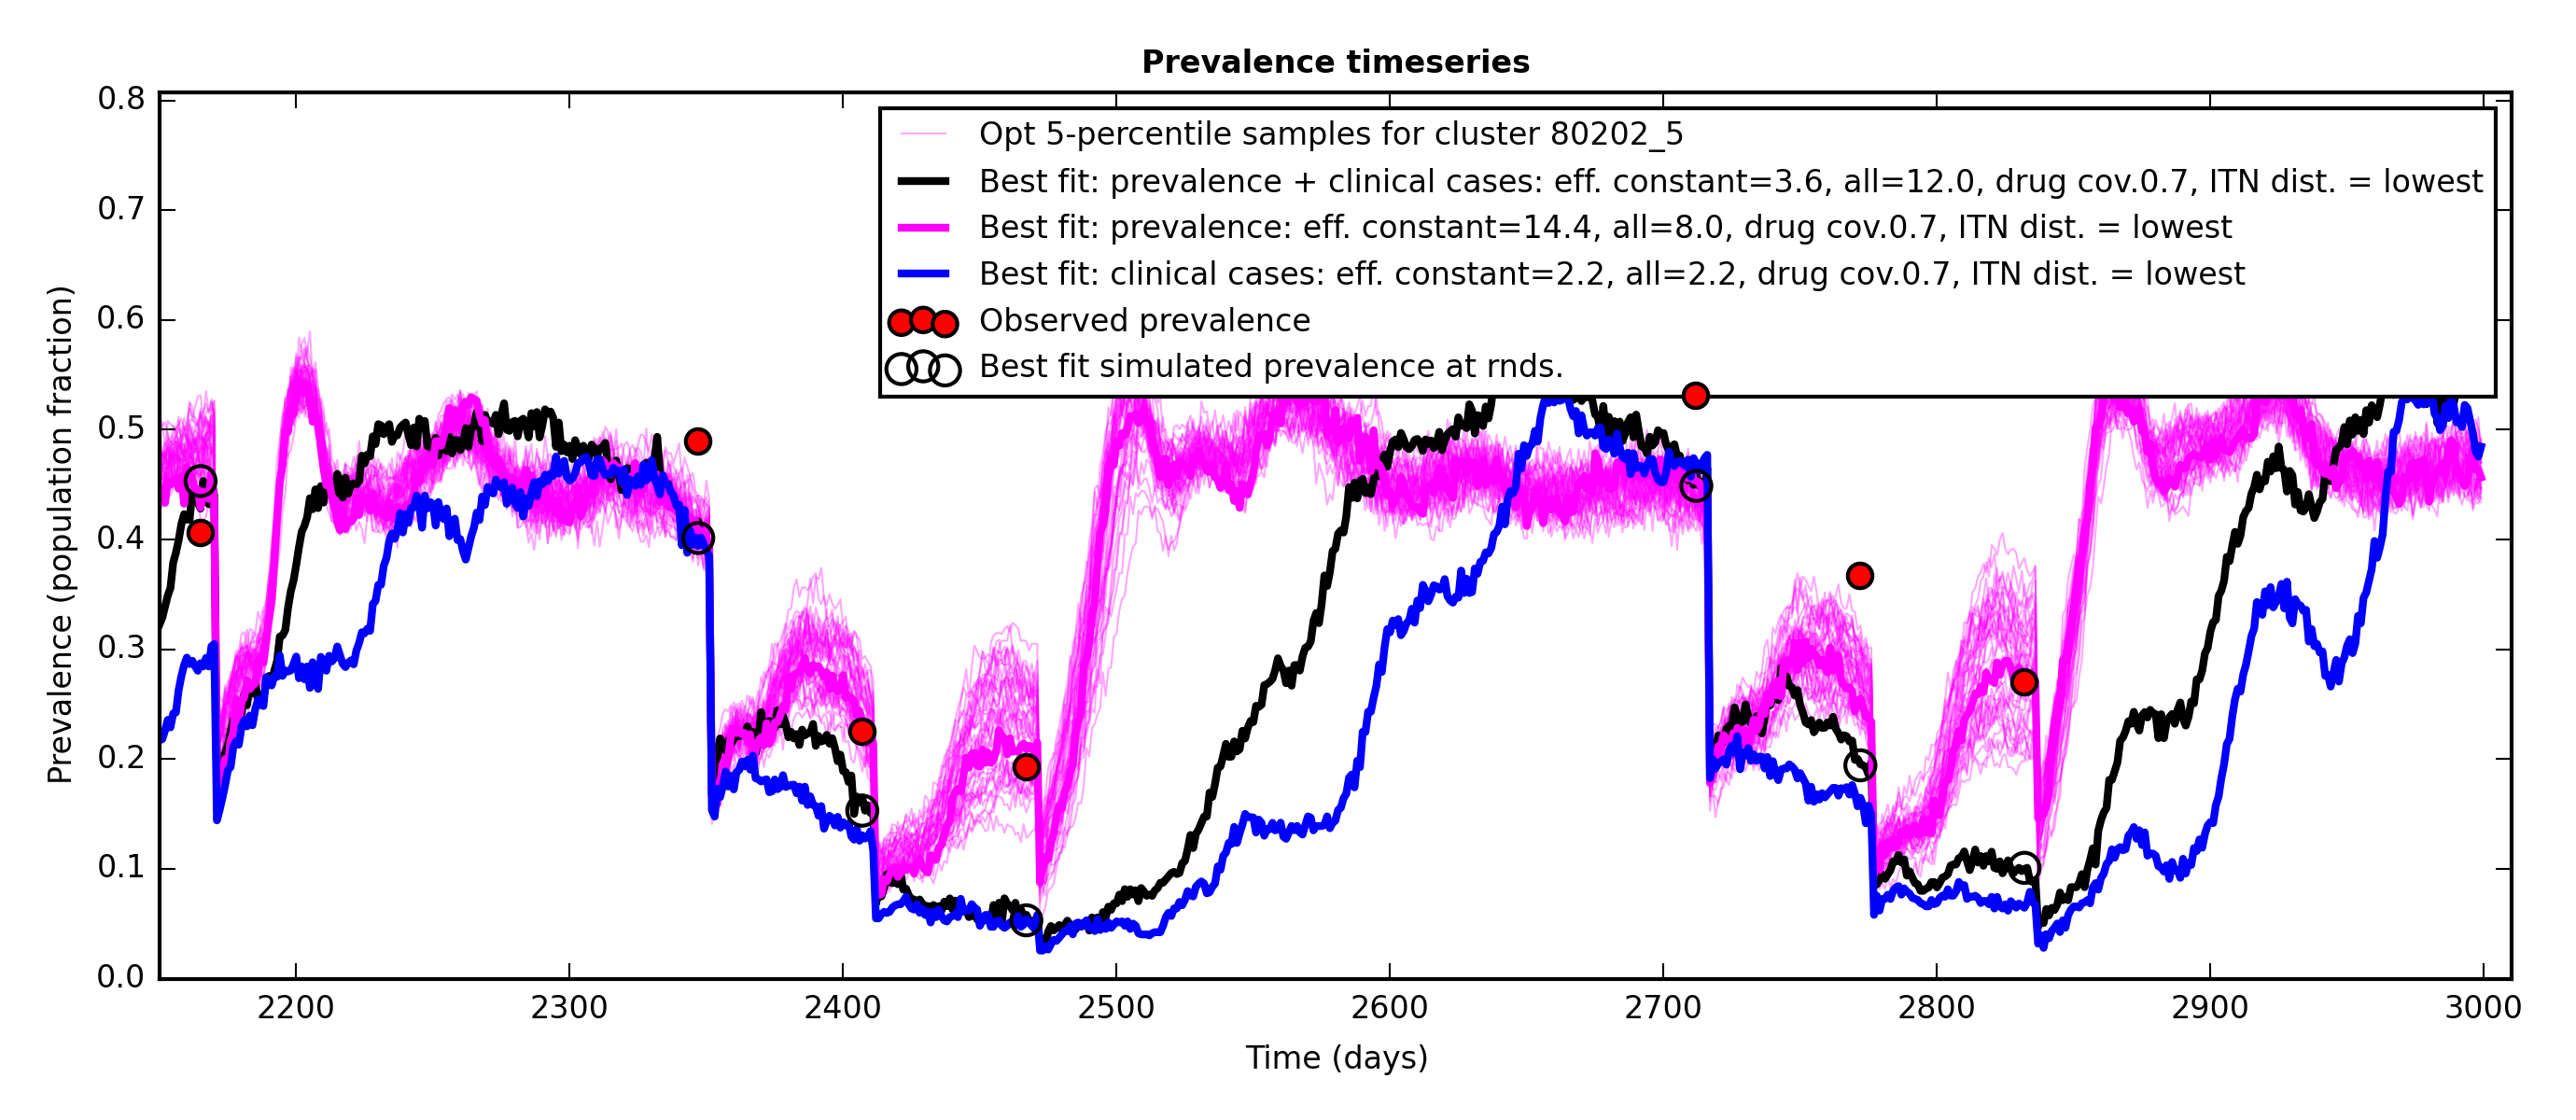 Prevalence timeseries
Opt 5-percentile samples for cluster 80202_5
Best fit: prevalence + clinical cases: eff. constant=3.6, all=12.0, drug cov.0.7, ITN dist. = lowest
Best fit: prevalence: eff. constant=14.4, all=8.0, drug cov.0.7, ITN dist. = lowest
Best fit: clinical cases: eff. constant=2.2, all=2.2, drug cov.0.7, ITN dist. = lowest
Observed prevalence
Best fit simulated prevalence at rnds.
Prevalence (population fraction)
0.8
0.7
0.6
0.5
0.4
0.3
0.2
0.1
0.0
2200 2300 2400 2500 2600 2700 2800 2900 3000
Time (days)